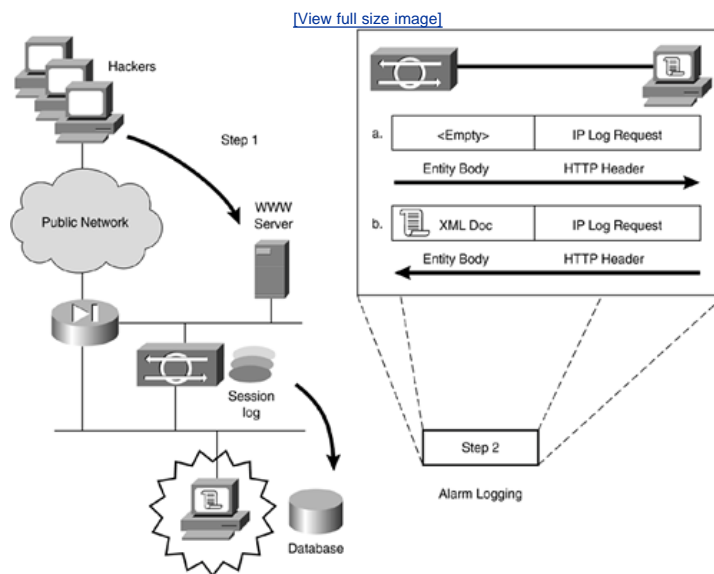 [View full size image]
Hackers
Step 1
Public Network
WWW
Server
Session
log
Database
a. <Empty> IP Log Request
Entity Body HTTP Header
b. XML Doc IP Log Request
Entity Body HTTP Header
Step 2
Alarm Logging